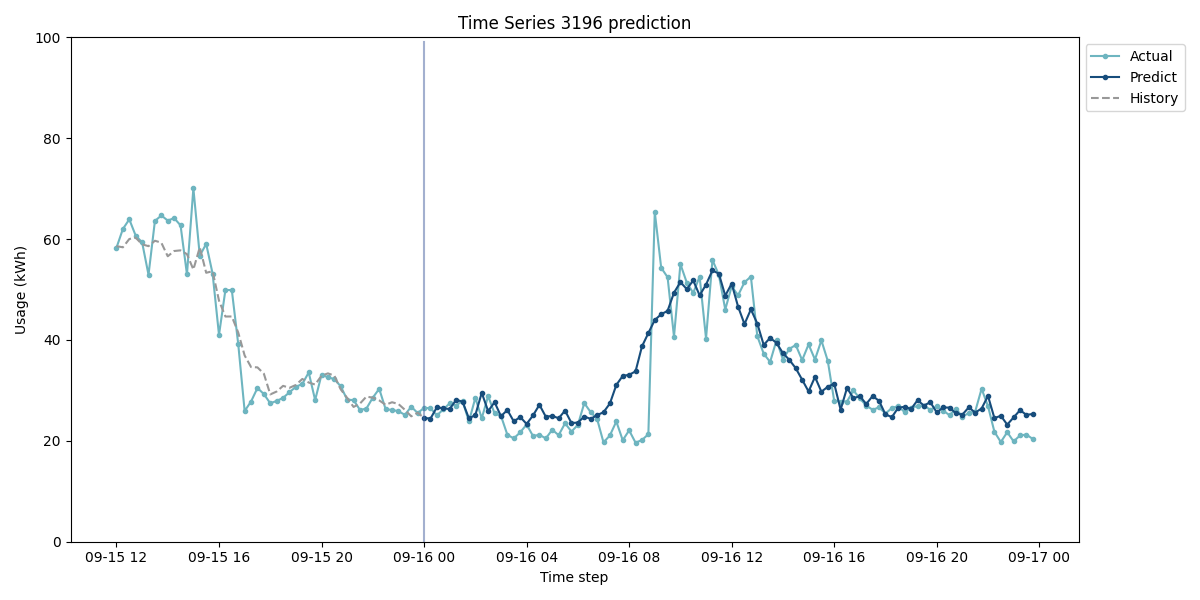 Time Series 3196 prediction
Actual
Predict
History
Usage (kWh)
100
80
60
40
20
0
09-15 12
09-15 16
09-15 20
09-16 00
09-16 04
09-16 08
09-16 12
09-16 16
09-16 20
09-17 00
Time step